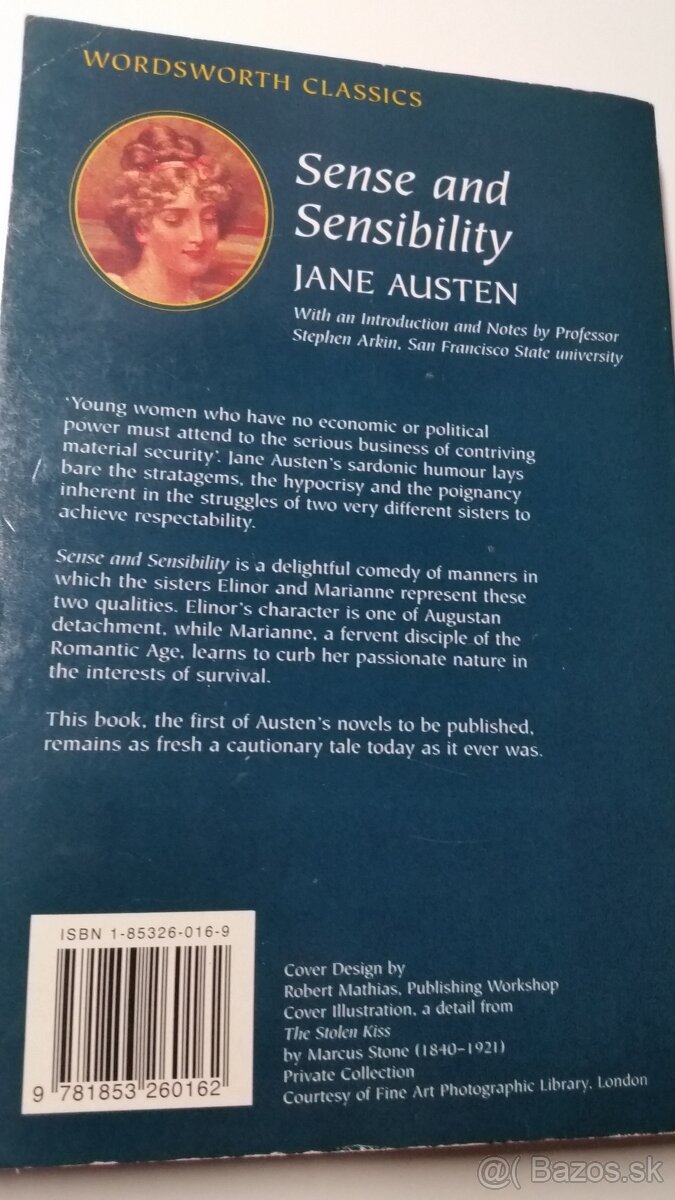 WORDSWORTH CLASSICS
Sense and
Sensibility
JANE AUSTEN
With an Introduction and Notes by Professor
Stephen Arkin, San Francisco State university
'Young women who have no economic or political
power must attend to the serious business of contriving
material security'. Jane Austen's sardonic humour lays
bare the stratagems, the hypocrisy and the poignancy
inherent in the struggles of two very different sisters to
achieve respectability.
Sense and Sensibility is a delightful comedy of manners in
which the sisters Elinor and Marianne represent these
two qualities. Elinor's character is one of Augustan
detachment, while Marianne, a fervent disciple of the
Romantic Age, learns to curb her passionate nature in
the interests of survival.
This book, the first of Austen's novels to be published,
remains as fresh a cautionary tale today as it ever was.
ISBN 1-85326-016-9
9 781853 260162
Cover Design by
Robert Mathias, Publishing Workshop
Cover Illustration, a detail from
The Stolen Kiss
by Marcus Stone (1840–1921)
Private Collection
Courtesy of Fine Art Photographic Library, London
@( Bazos.sk